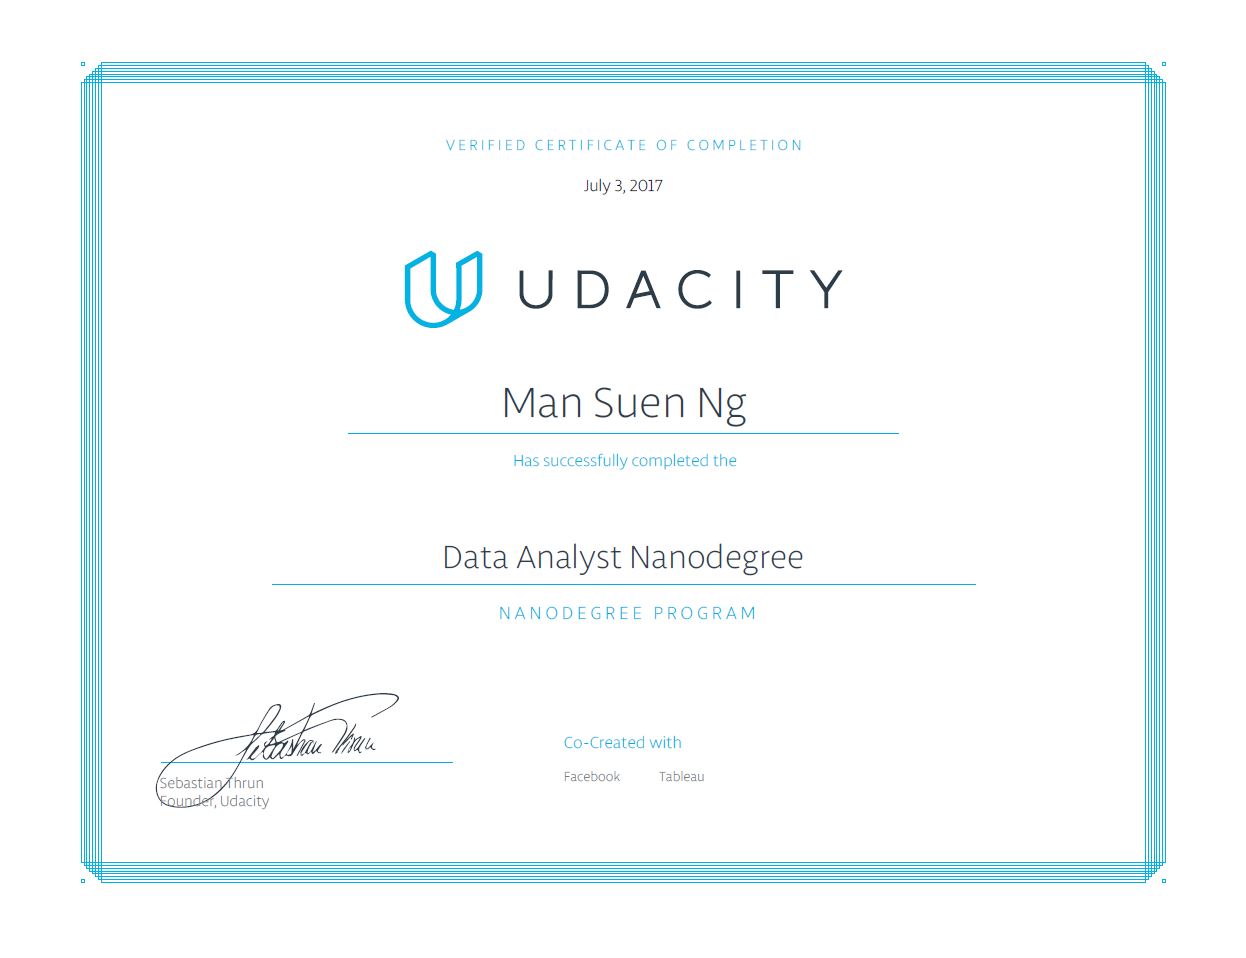 VERIFIED CERTIFICATE OF COMPLETION
July 3, 2017
UDACITY
Man Suen Ng
Has successfully completed the
Data Analyst Nanodegree
NANODEGREE PROGRAM
Sebastian Thrun
Sebastian Thrun
Founder, Udacity
Co-Created with
Facebook Tableau